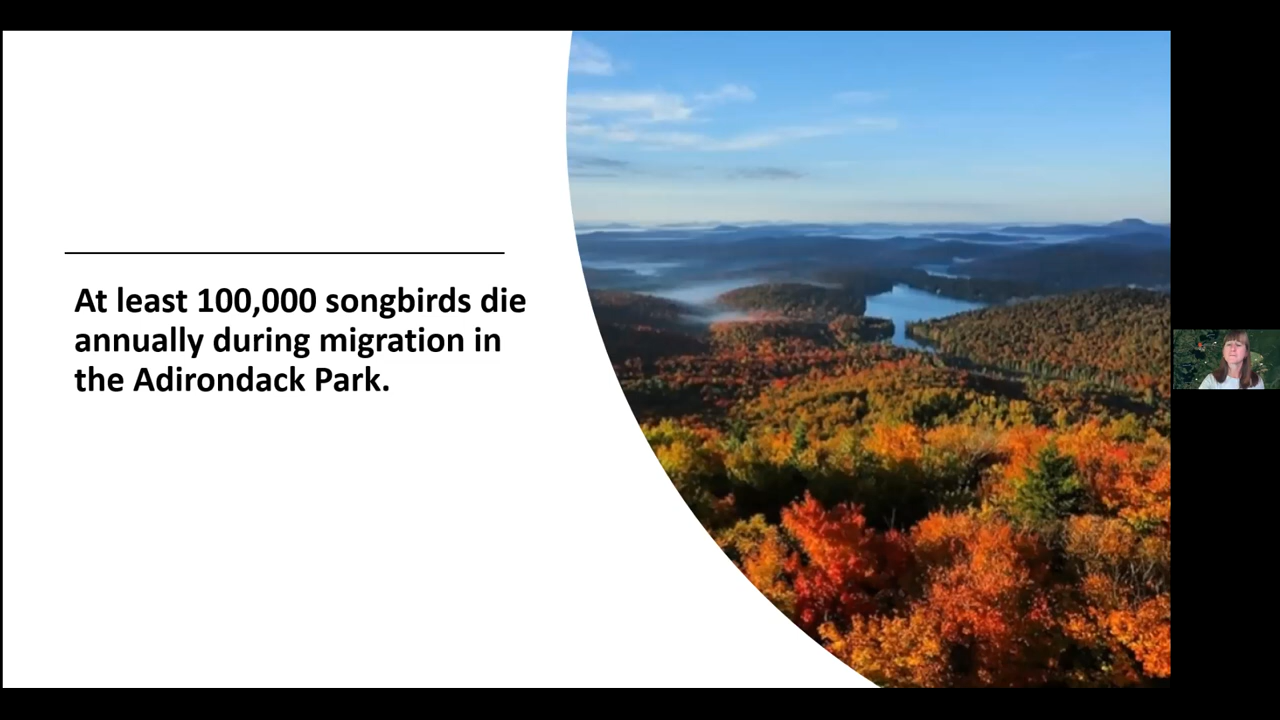 At least 100,000 songbirds die
annually during migration in
the Adirondack Park.